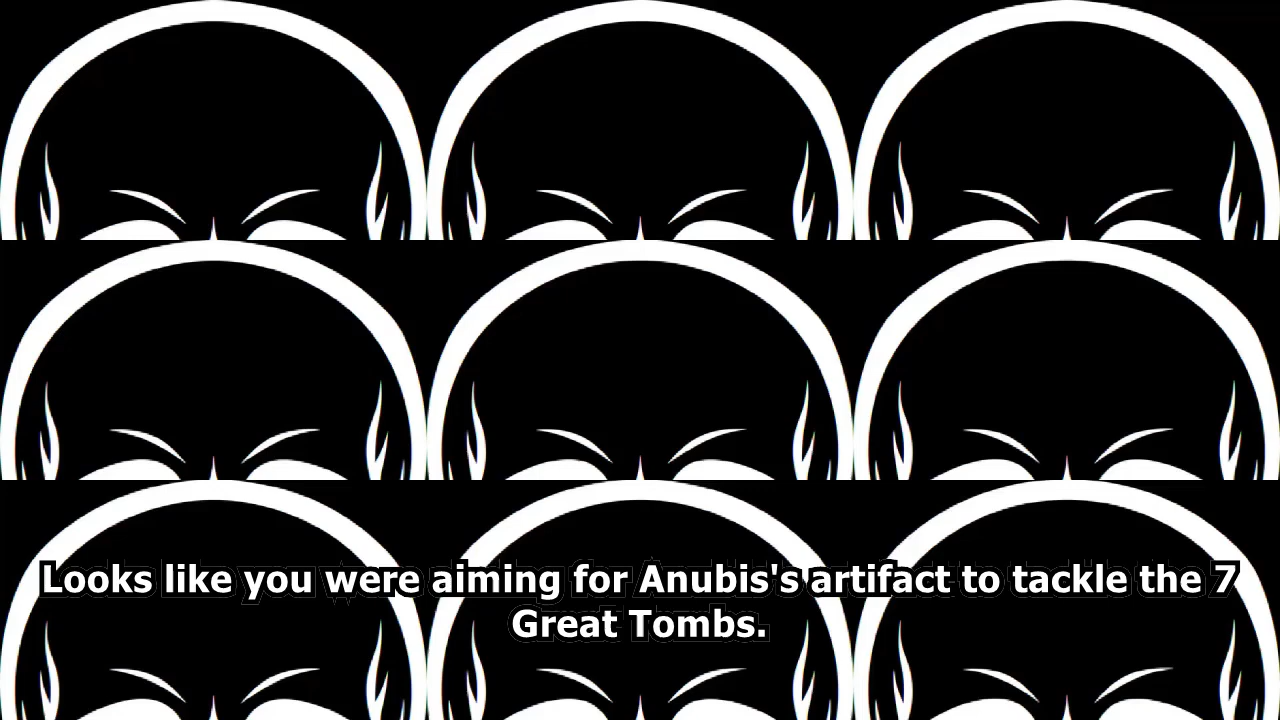 Looks like you were aiming for Anubis's artifact to tackle the 7
Great Tombs.